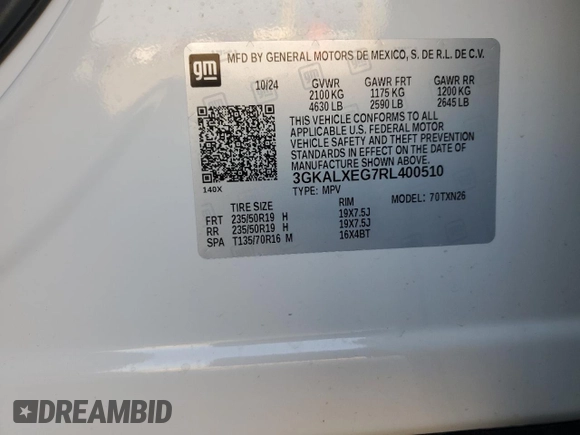 gm
MFD BY GENERAL MOTORS DE MEXICO, S. DE R.L. DE C.V.
10/24 GVWR GAWR FRT GAWR RR
2100 KG 1175 KG 1200 KG
4630 LB 2590 LB 2645 LB
THIS VEHICLE CONFORMS TO ALL
APPLICABLE U.S. FEDERAL MOTOR
VEHICLE SAFETY AND THEFT PREVENTION
STANDARDS IN EFFECT ON THE DATE OF
MANUFACTURE SHOWN ABOVE.
3GKALXEG7RL400510
140X TYPE: MPV MODEL: 70TXN26
TIRE SIZE RIM
FRT 235/50R19 H 19X7.5J
RR 235/50R19 H 19X7.5J
SPA T135/70R16 M 16X4BT
DREAMBID